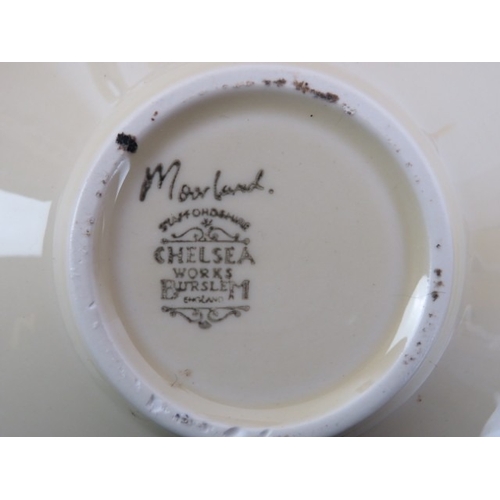 Moorland.
STAFFORDSHIRE
CHELSEA
WORKS
BURSLEM
ENGLAND